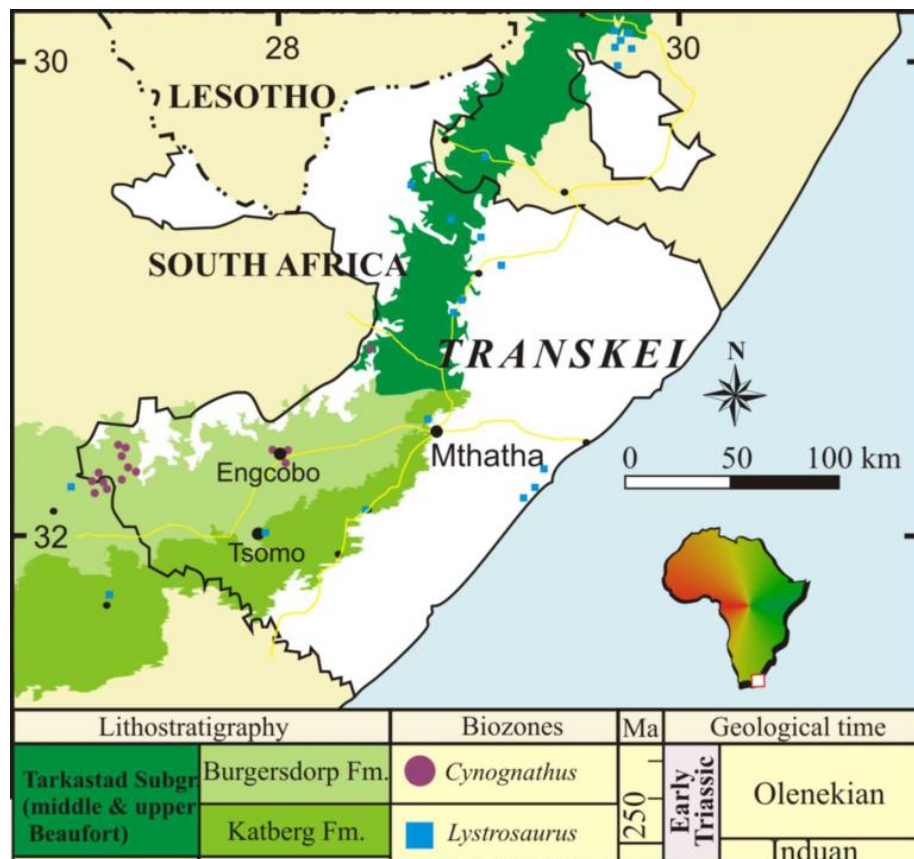 28
30
30
LESOTHO
SOUTH AFRICA
TRANSKEI
N
Mthatha
0 50 100 km
Engcobo
32
Tsomo
Lithostratigraphy
Biozones
Ma
Geological time
Tarkastad Subgr.
(middle & upper
Beaufort)
Burgersdorp Fm.
Katberg Fm.
Cynognathus
Lystrosaurus
250
Early
Triassic
Olenekian
Induan